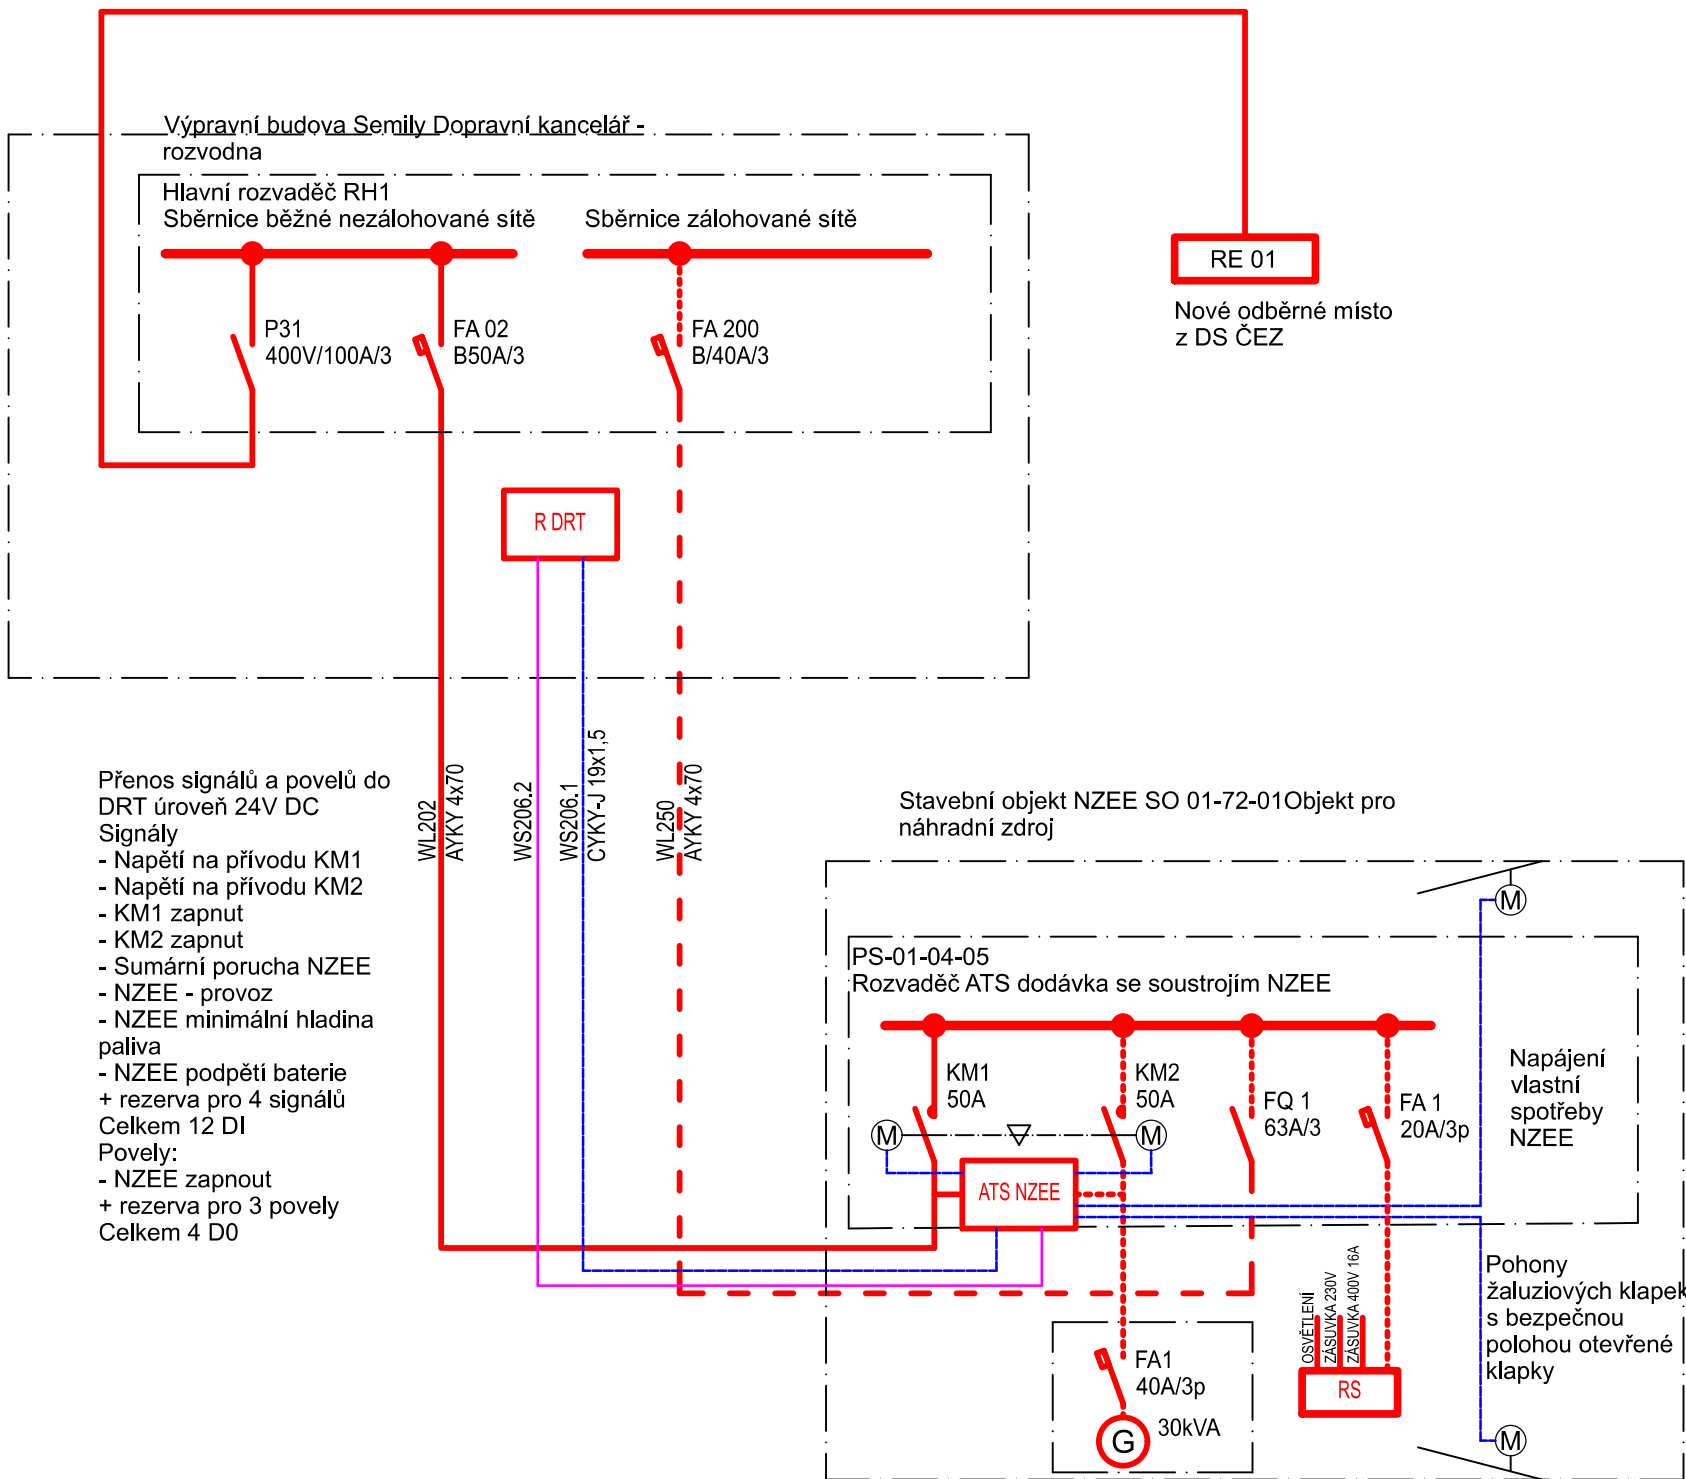 Výpravní budova Semily Dopravní kancelář -
rozvodna
Hlavní rozvaděč RH1
Sběrnice běžné nezálohované sítě
Sběrnice zálohované sítě
P31
400V/100A/3
FA 02
B50A/3
FA 200
B/40A/3
RE 01
Nové odběrné místo
z DS ČEZ
R DRT
WL202
AYKY 4x70
WS206.2
WS206.1
CYKY-J 19x1,5
WL250
AYKY 4x70
Přenos signálů a povelů do
DRT úroveň 24V DC
Signály
- Napětí na přívodu KM1
- Napětí na přívodu KM2
- KM1 zapnut
- KM2 zapnut
- Sumární porucha NZEE
- NZEE - provoz
- NZEE minimální hladina
paliva
- NZEE podpětí baterie
+ rezerva pro 4 signálů
Celkem 12 DI
Povely:
- NZEE zapnout
+ rezerva pro 3 povely
Celkem 4 D0
Stavební objekt NZEE SO 01-72-01Objekt pro
náhradní zdroj
M
PS-01-04-05
Rozvaděč ATS dodávka se soustrojím NZEE
KM1
50A
KM2
50A
FQ 1
63A/3
FA 1
20A/3p
Napájení
vlastní
spotřeby
NZEE
M
M
ATS NZEE
OSVĚTLENÍ
ZÁSUVKA 230V
ZÁSUVKA 400V 16A
RS
Pohony
žaluziových klapek
s bezpečnou
polohou otevřené
klapky
FA1
40A/3p
30kVA
G
M